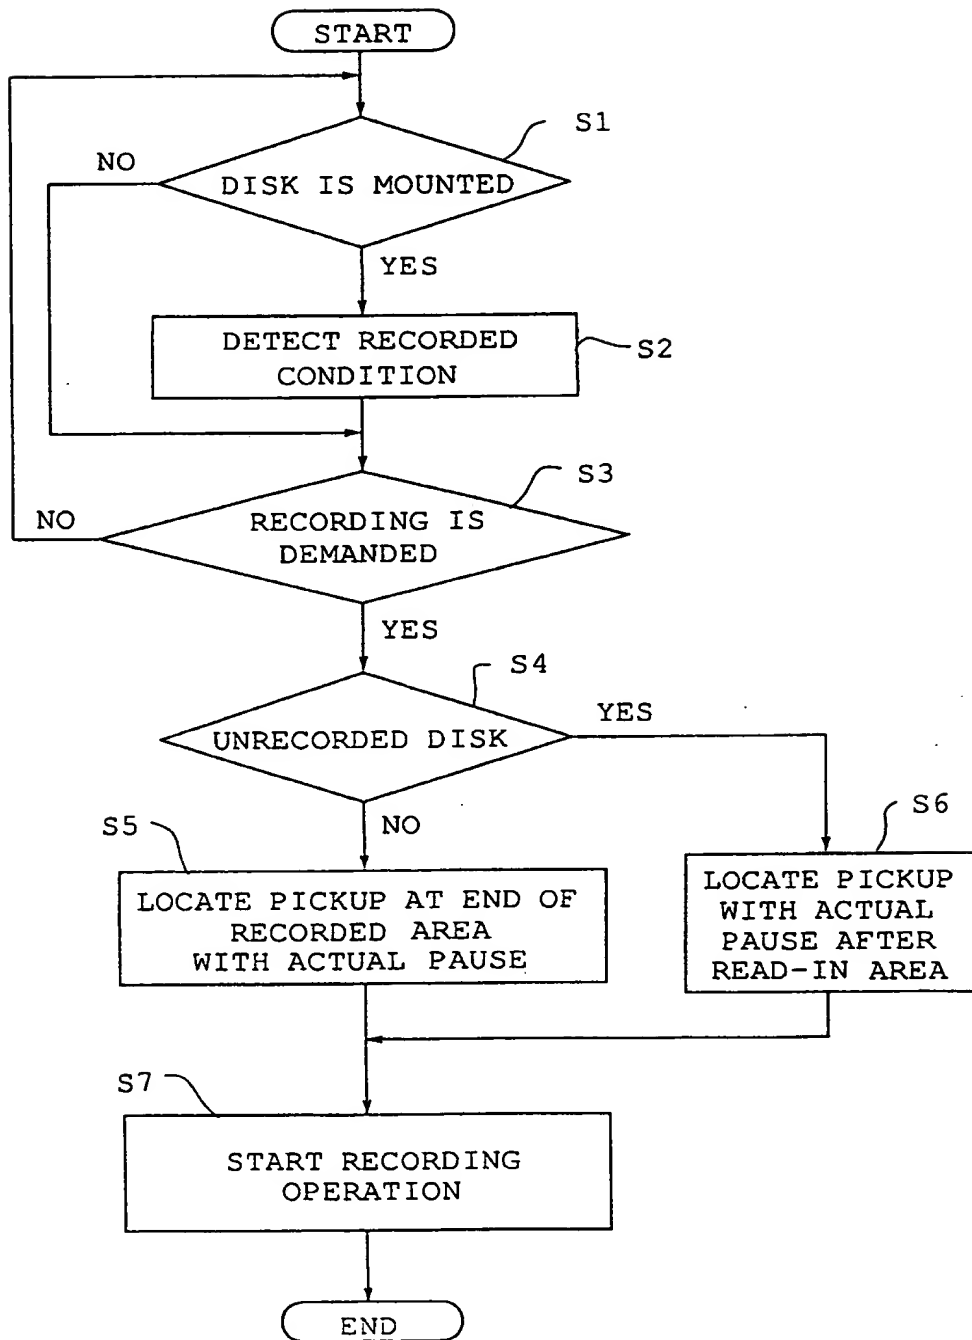 START
S1
NO
DISK IS MOUNTED
YES
DETECT RECORDED
CONDITION
S2
S3
NO
RECORDING IS
DEMANDED
YES
S4
YES
UNRECORDED DISK
S6
S5
NO
LOCATE PICKUP AT END OF
RECORDED AREA
WITH ACTUAL PAUSE
LOCATE PICKUP
WITH ACTUAL
PAUSE AFTER
READ-IN AREA
S7
START RECORDING
OPERATION
END